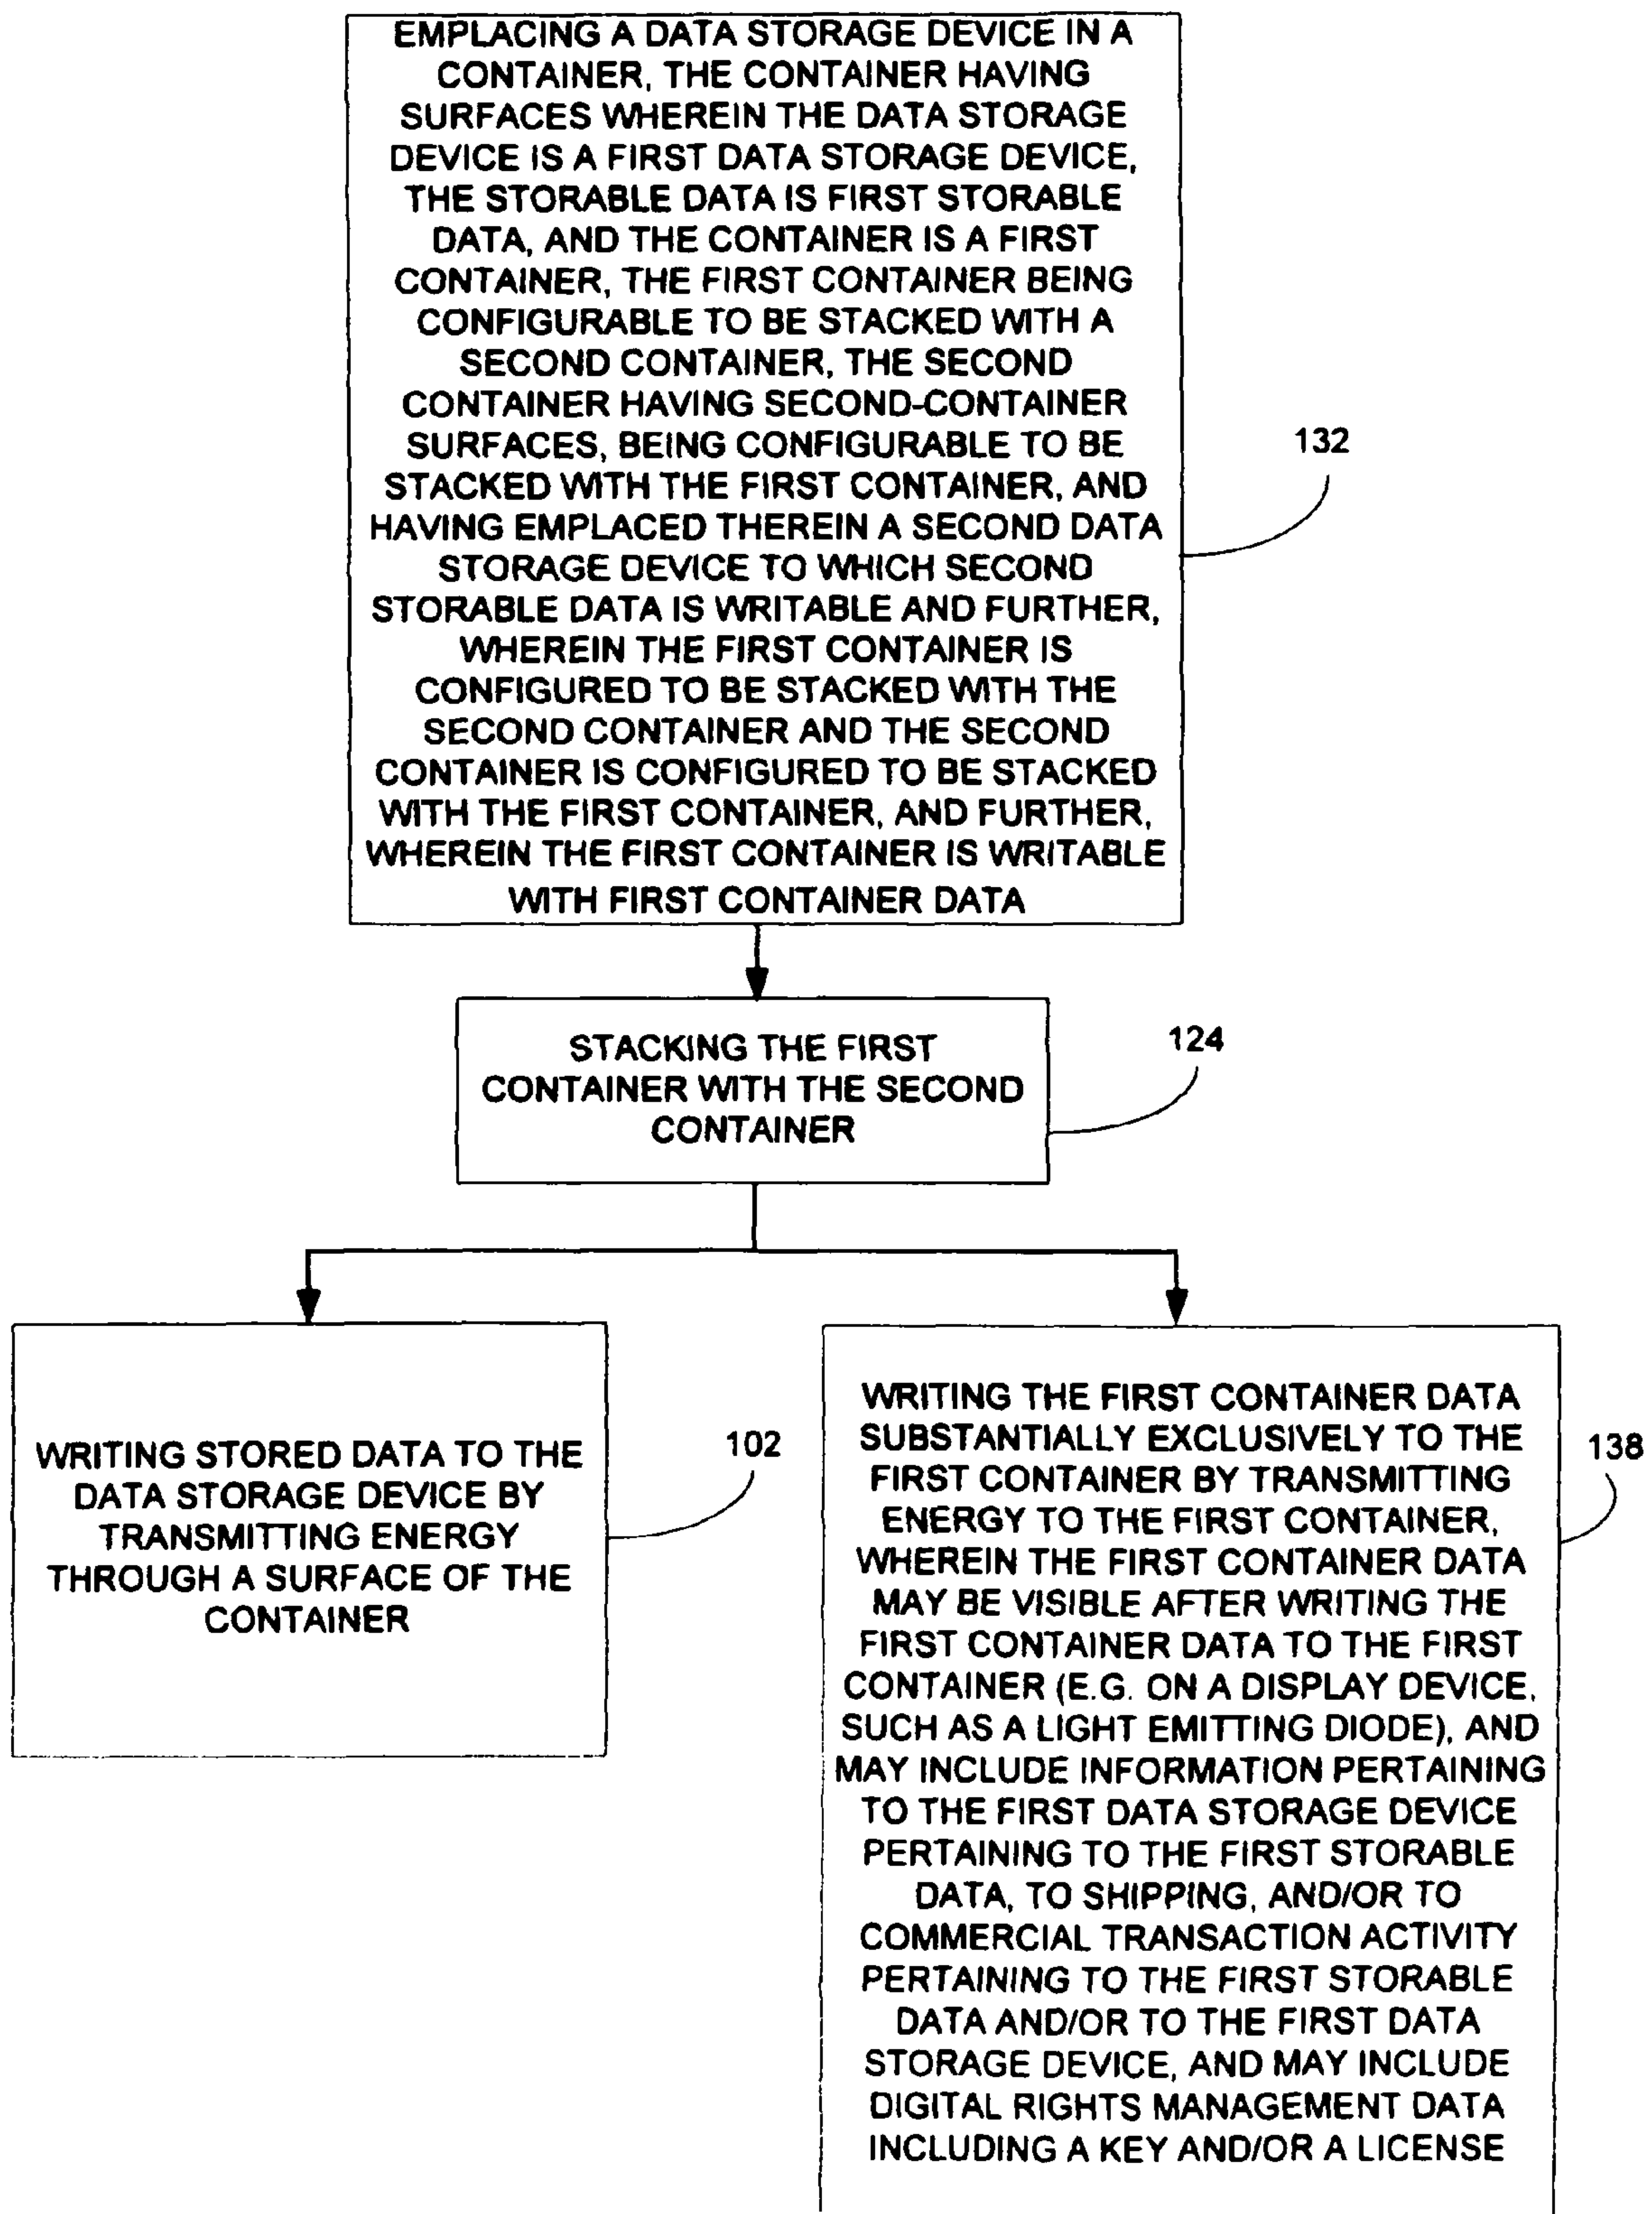 EMPLACING A DATA STORAGE DEVICE IN A
CONTAINER, THE CONTAINER HAVING
SURFACES WHEREIN THE DATA STORAGE
DEVICE IS A FIRST DATA STORAGE DEVICE,
THE STORABLE DATA IS FIRST STORABLE
DATA, AND THE CONTAINER IS A FIRST
CONTAINER, THE FIRST CONTAINER BEING
CONFIGURABLE TO BE STACKED WITH A
SECOND CONTAINER, THE SECOND
CONTAINER HAVING SECOND-CONTAINER
SURFACES, BEING CONFIGURABLE TO BE
STACKED WITH THE FIRST CONTAINER, AND
HAVING EMPLACED THEREIN A SECOND DATA
STORAGE DEVICE TO WHICH SECOND
STORABLE DATA IS WRITABLE AND FURTHER,
WHEREIN THE FIRST CONTAINER IS
CONFIGURED TO BE STACKED WITH THE
SECOND CONTAINER AND THE SECOND
CONTAINER IS CONFIGURED TO BE STACKED
WITH THE FIRST CONTAINER, AND FURTHER,
WHEREIN THE FIRST CONTAINER IS WRITABLE
WITH FIRST CONTAINER DATA
132
STACKING THE FIRST
CONTAINER WITH THE SECOND
CONTAINER
124
WRITING STORED DATA TO THE
DATA STORAGE DEVICE BY
TRANSMITTING ENERGY
THROUGH A SURFACE OF THE
CONTAINER
102
WRITING THE FIRST CONTAINER DATA
SUBSTANTIALLY EXCLUSIVELY TO THE
FIRST CONTAINER BY TRANSMITTING
ENERGY TO THE FIRST CONTAINER,
WHEREIN THE FIRST CONTAINER DATA
MAY BE VISIBLE AFTER WRITING THE
FIRST CONTAINER DATA TO THE FIRST
CONTAINER (E.G. ON A DISPLAY DEVICE,
SUCH AS A LIGHT EMITTING DIODE), AND
MAY INCLUDE INFORMATION PERTAINING
TO THE FIRST DATA STORAGE DEVICE
PERTAINING TO THE FIRST STORABLE
DATA, TO SHIPPING, AND/OR TO
COMMERCIAL TRANSACTION ACTIVITY
PERTAINING TO THE FIRST STORABLE
DATA AND/OR TO THE FIRST DATA
STORAGE DEVICE, AND MAY INCLUDE
DIGITAL RIGHTS MANAGEMENT DATA
INCLUDING A KEY AND/OR A LICENSE
138